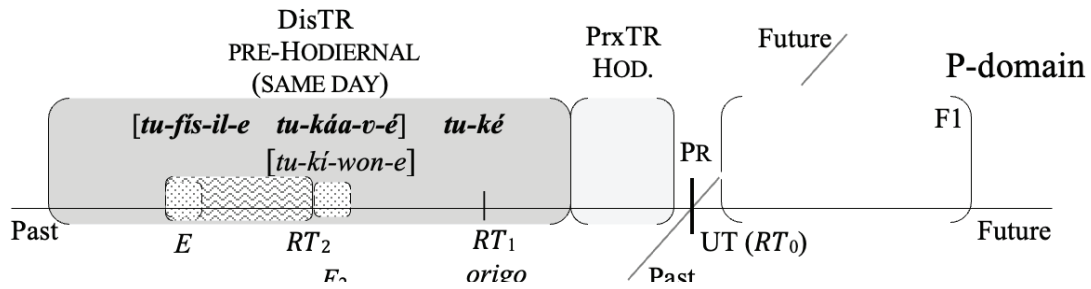 DisTR
PRE-HODIERNAL
(SAME DAY)
PrxTR
HOD.
Future
P-domain
[tu-fís-il-e tu-káa-v-é] tu-ké
[tu-kí-won-e]
F1
PR
Past
E
RT2
RT1
UT (RT0)
Future
origo
Past